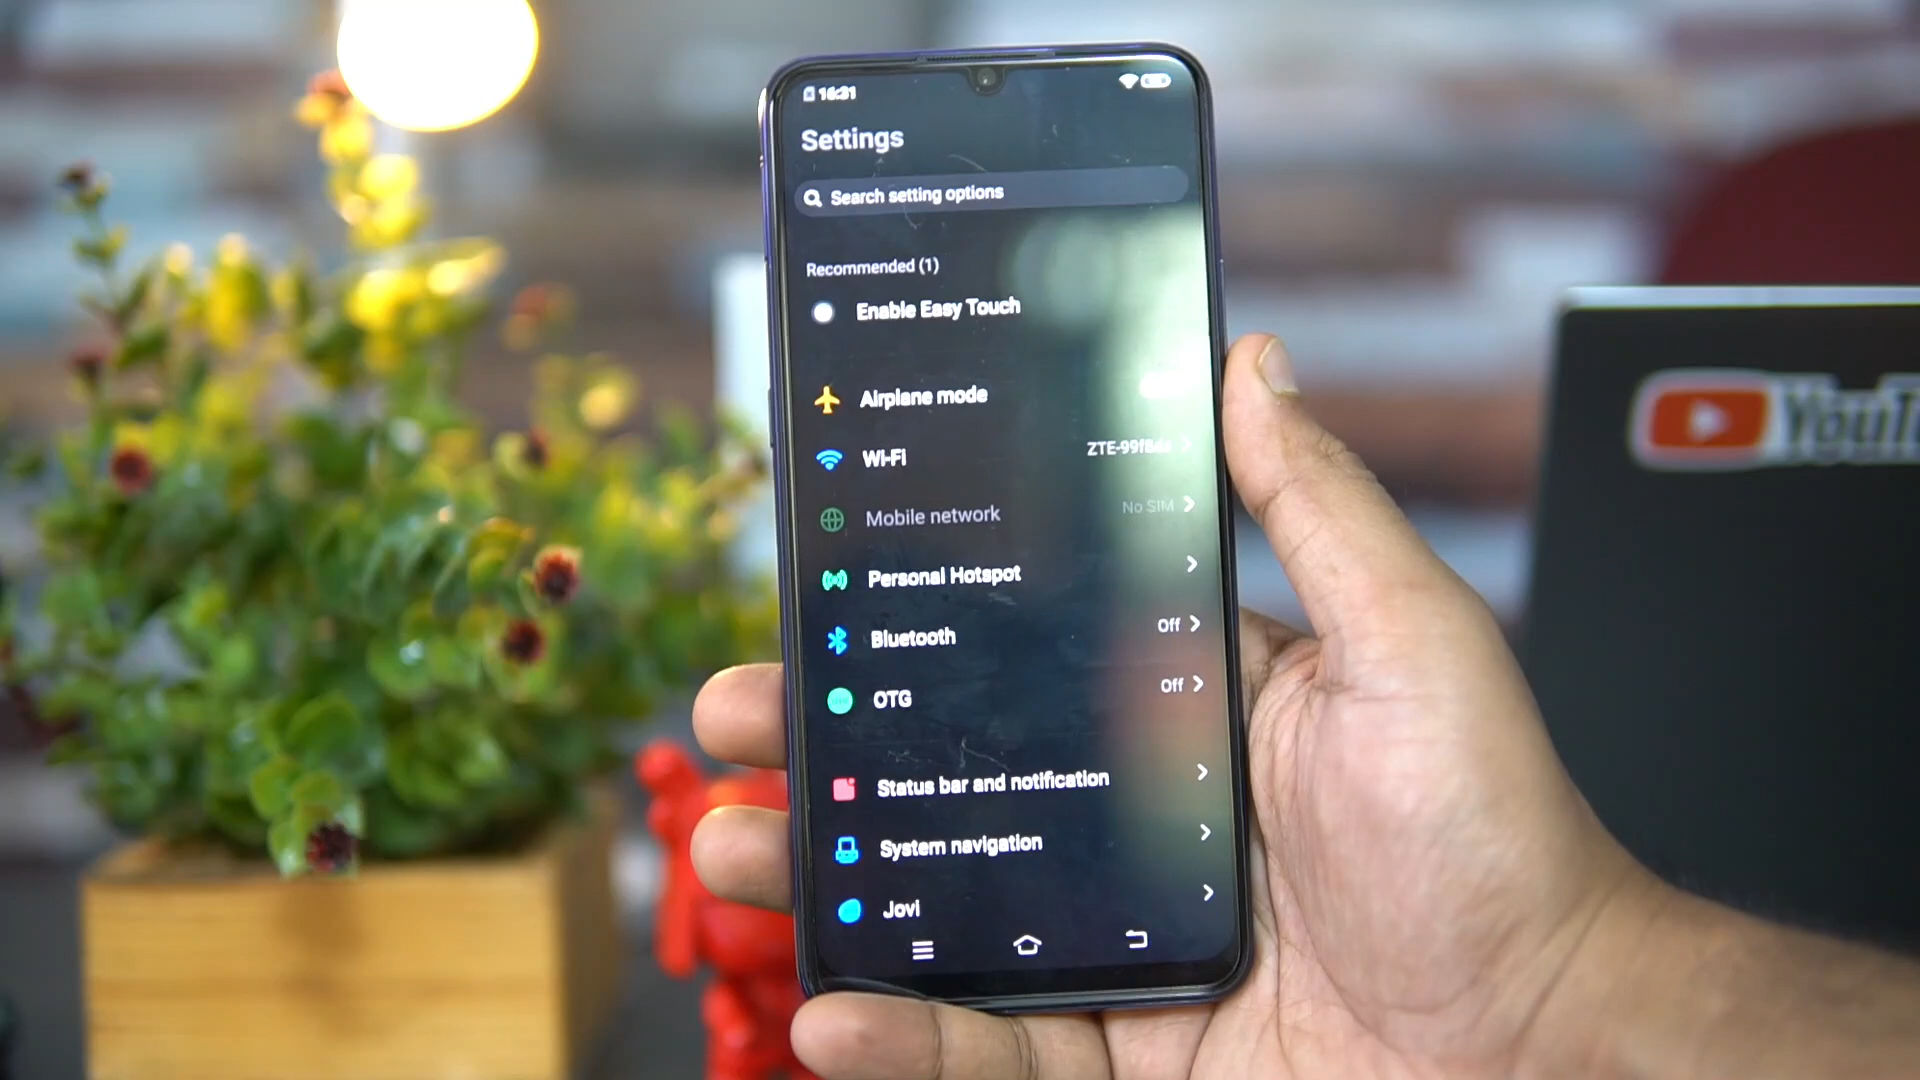 16:31
Settings
Search setting options
Recommended (1)
Enable Easy Touch
Airplane mode
Wi-Fi
Mobile network No SIM
Personal Hotspot
Bluetooth Off
OTG Off
Status bar and notification
System navigation
Jovi